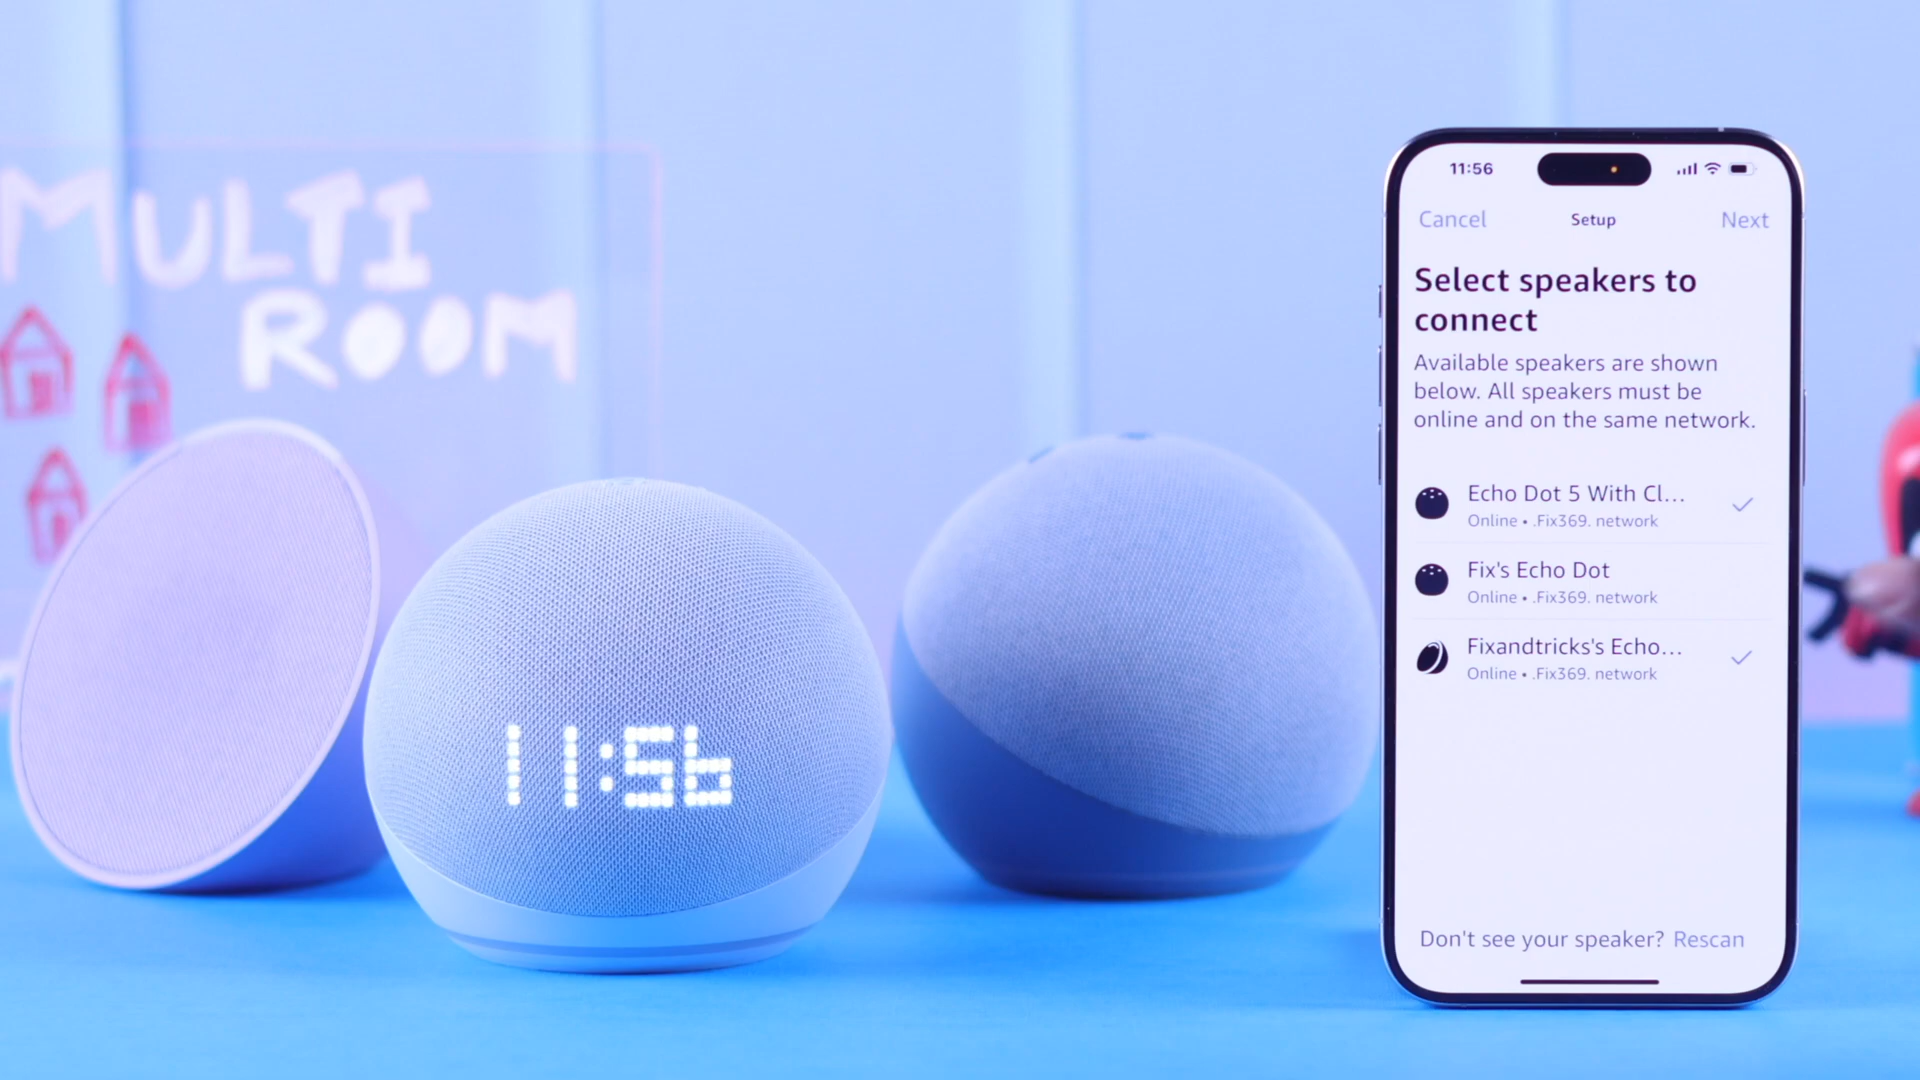 MULTI
ROOM
11:56
11:56
Cancel
Setup
Next
Select speakers to
connect
Available speakers are shown
below. All speakers must be
online and on the same network.
Echo Dot 5 With Cl...
Online • .Fix369. network
Fix's Echo Dot
Online • .Fix369. network
Fixandtricks's Echo...
Online • .Fix369. network
Don't see your speaker? Rescan